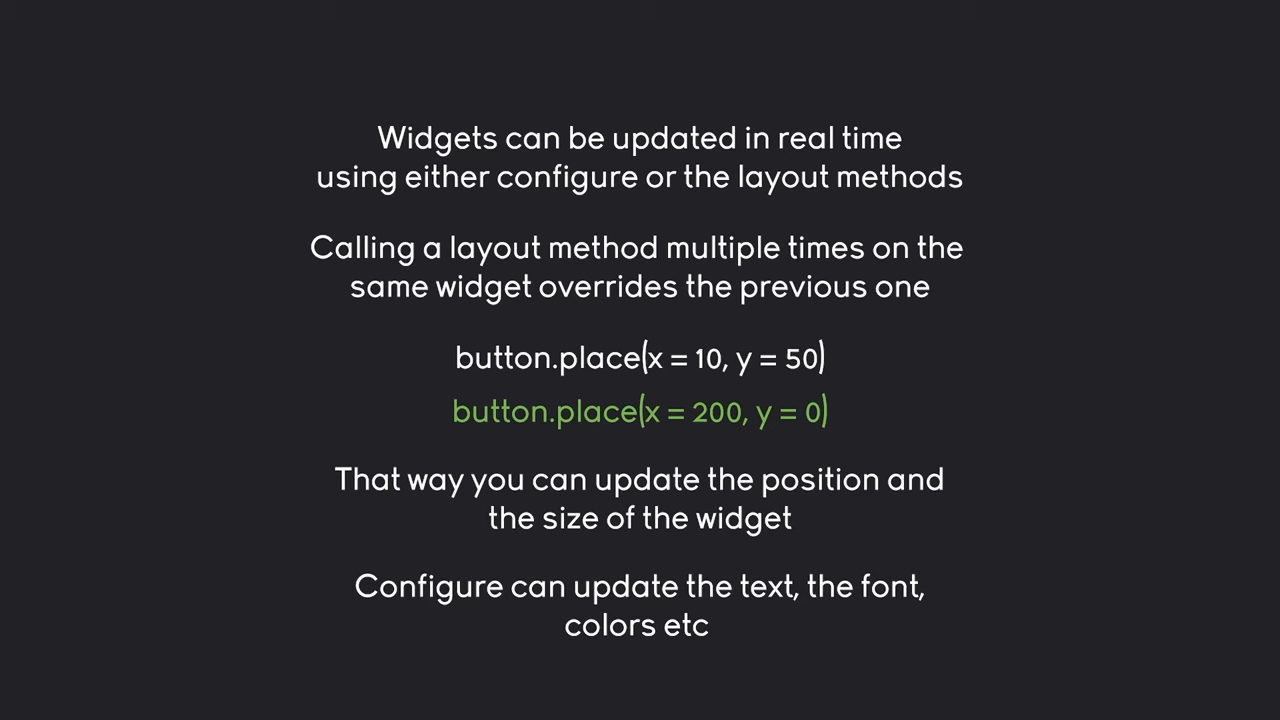 Widgets can be updated in real time
using either configure or the layout methods
Calling a layout method multiple times on the
same widget overrides the previous one
button.place(x = 10, y = 50)
button.place(x = 200, y = 0)
That way you can update the position and
the size of the widget
Configure can update the text, the font,
colors etc